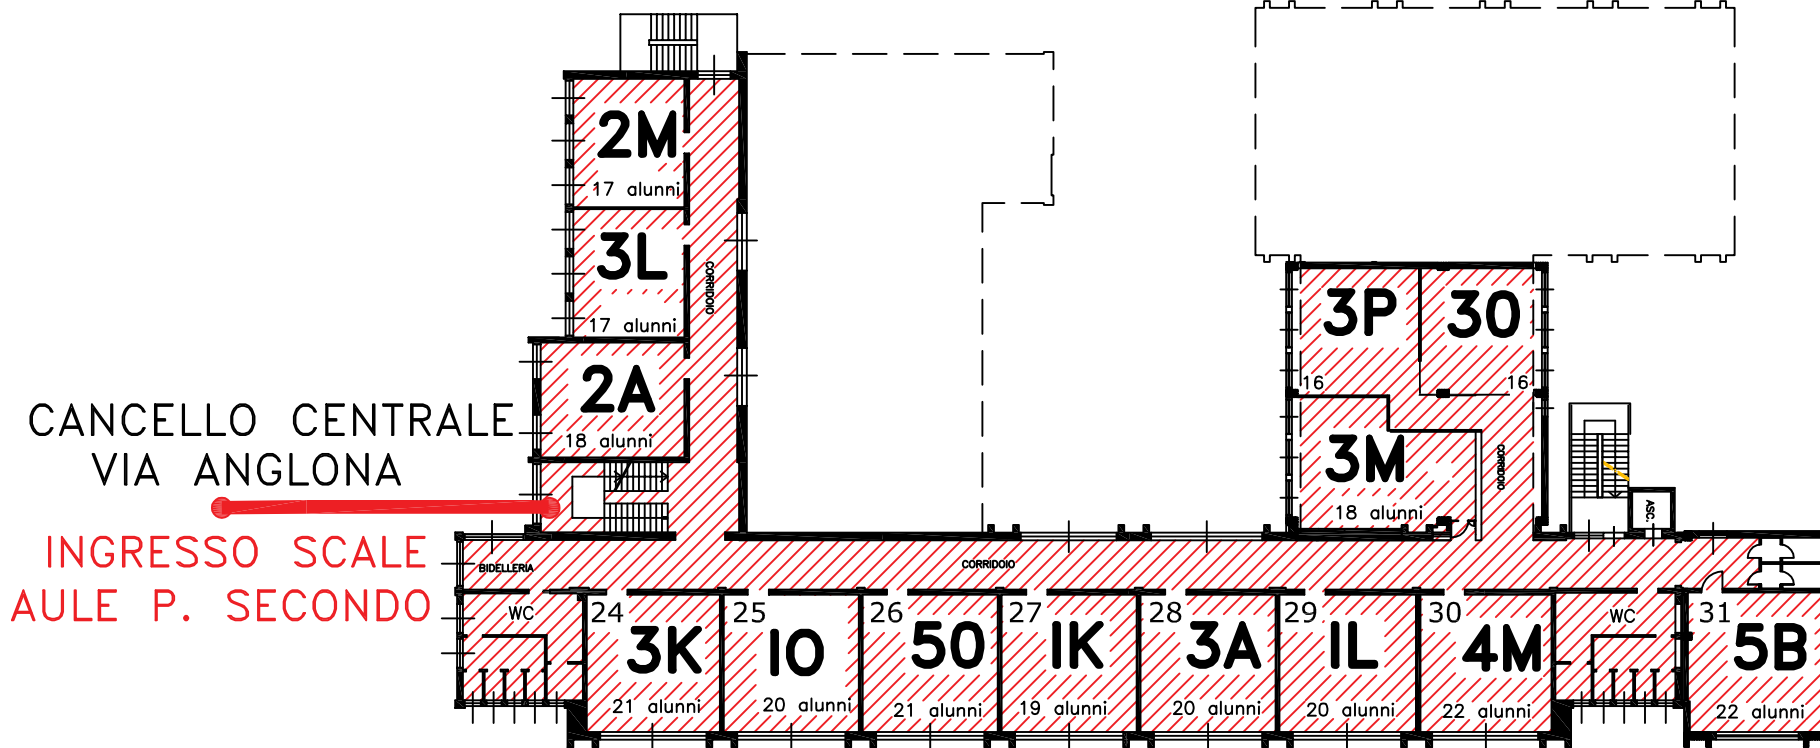 2M
17 alunni
3L
17 alunni
CORRIDOIO
2A
18 alunni
CANCELLO CENTRALE
VIA ANGLONA
INGRESSO SCALE
AULE P. SECONDO
3P
16
3O
16
3M
18 alunni
CORRIDOIO
ASC.
BIDELLERIA
CORRIDOIO
WC
24
3K
21 alunni
25
1O
20 alunni
26
5O
21 alunni
27
1K
19 alunni
28
3A
20 alunni
29
1L
20 alunni
30
4M
22 alunni
WC
31
5B
22 alunni